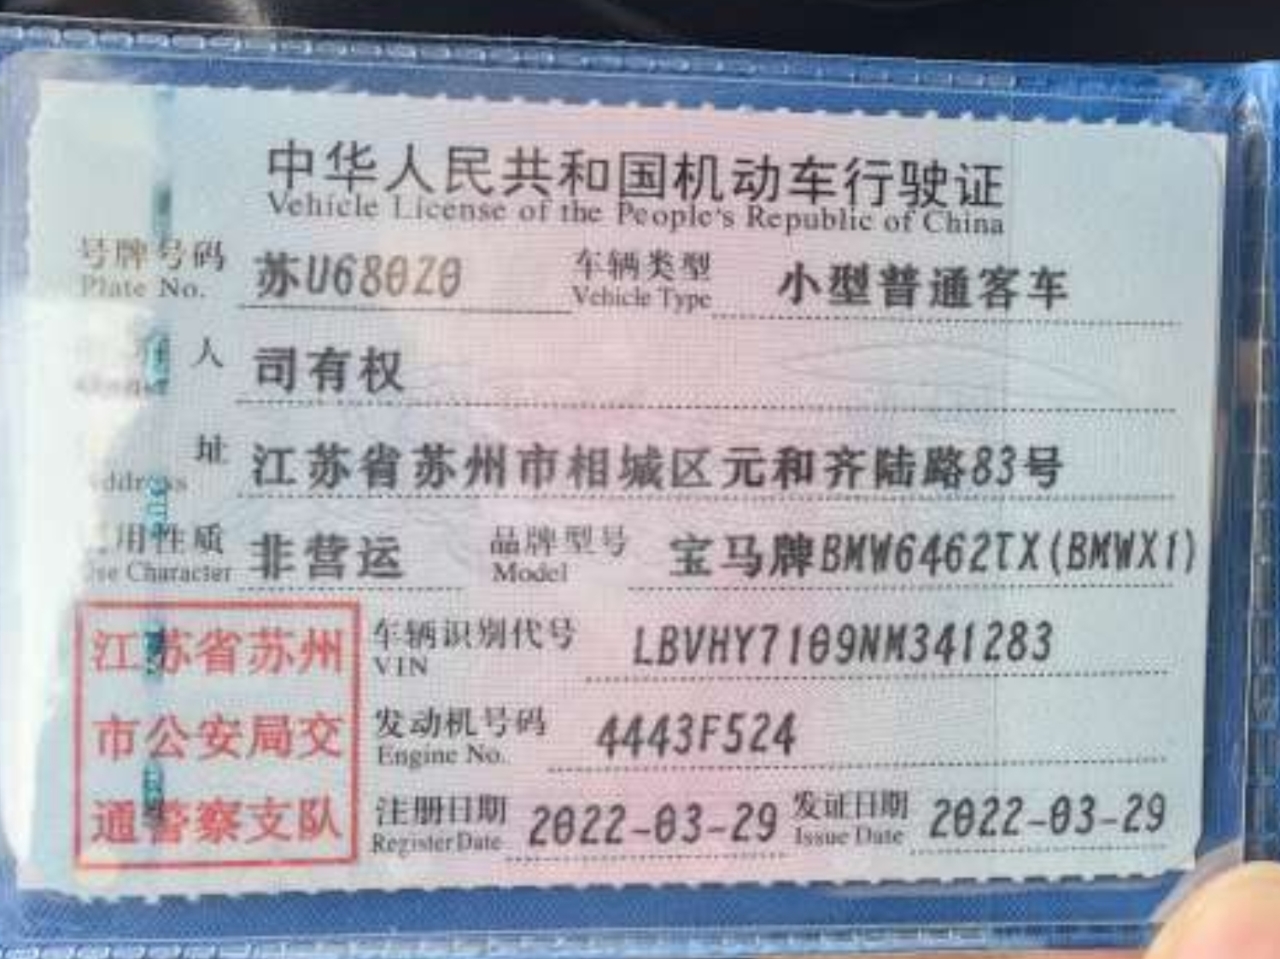 中华人民共和国机动车行驶证
Vehicle License of the People's Republic of China
号牌号码 苏U680Z0 车辆类型 小型普通客车
Plate No. Vehicle Type
人 司有权
址 江苏省苏州市相城区元和齐陆路83号
Address
用性质 非营运 品牌型号 宝马牌BMW6462TX(BMWX1)
Use Character Model
江苏省苏州
市公安局交
通警察支队
车辆识别代号 LBVHY7109NM341283
VIN
发动机号码 4443F524
Engine No.
注册日期 2022-03-29 发证日期 2022-03-29
Register Date Issue Date